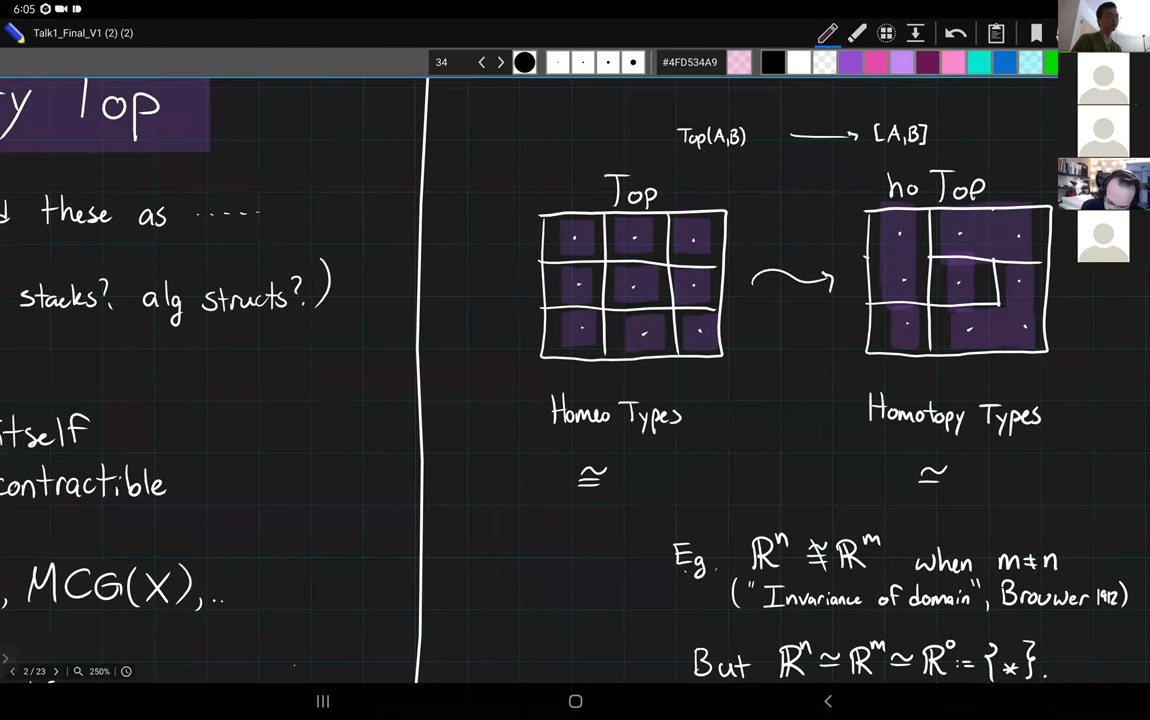 6:05
Talk1_Final_V1 (2) (2)
34
#4FD534A9
y Top
d these as .....
stacks? alg structs?)
itself
contractible
, MCG(X),..
Top(A,B) ⟶ [A,B]
Top
ho Top
Homeo Types
Homotopy Types
≅
≃
Eg. ℝⁿ ≇ ℝᵐ when m≠n
("Invariance of domain", Brouwer 1912)
But ℝⁿ ≃ ℝᵐ ≃ ℝ⁰ := {*}.
2 / 23
250%